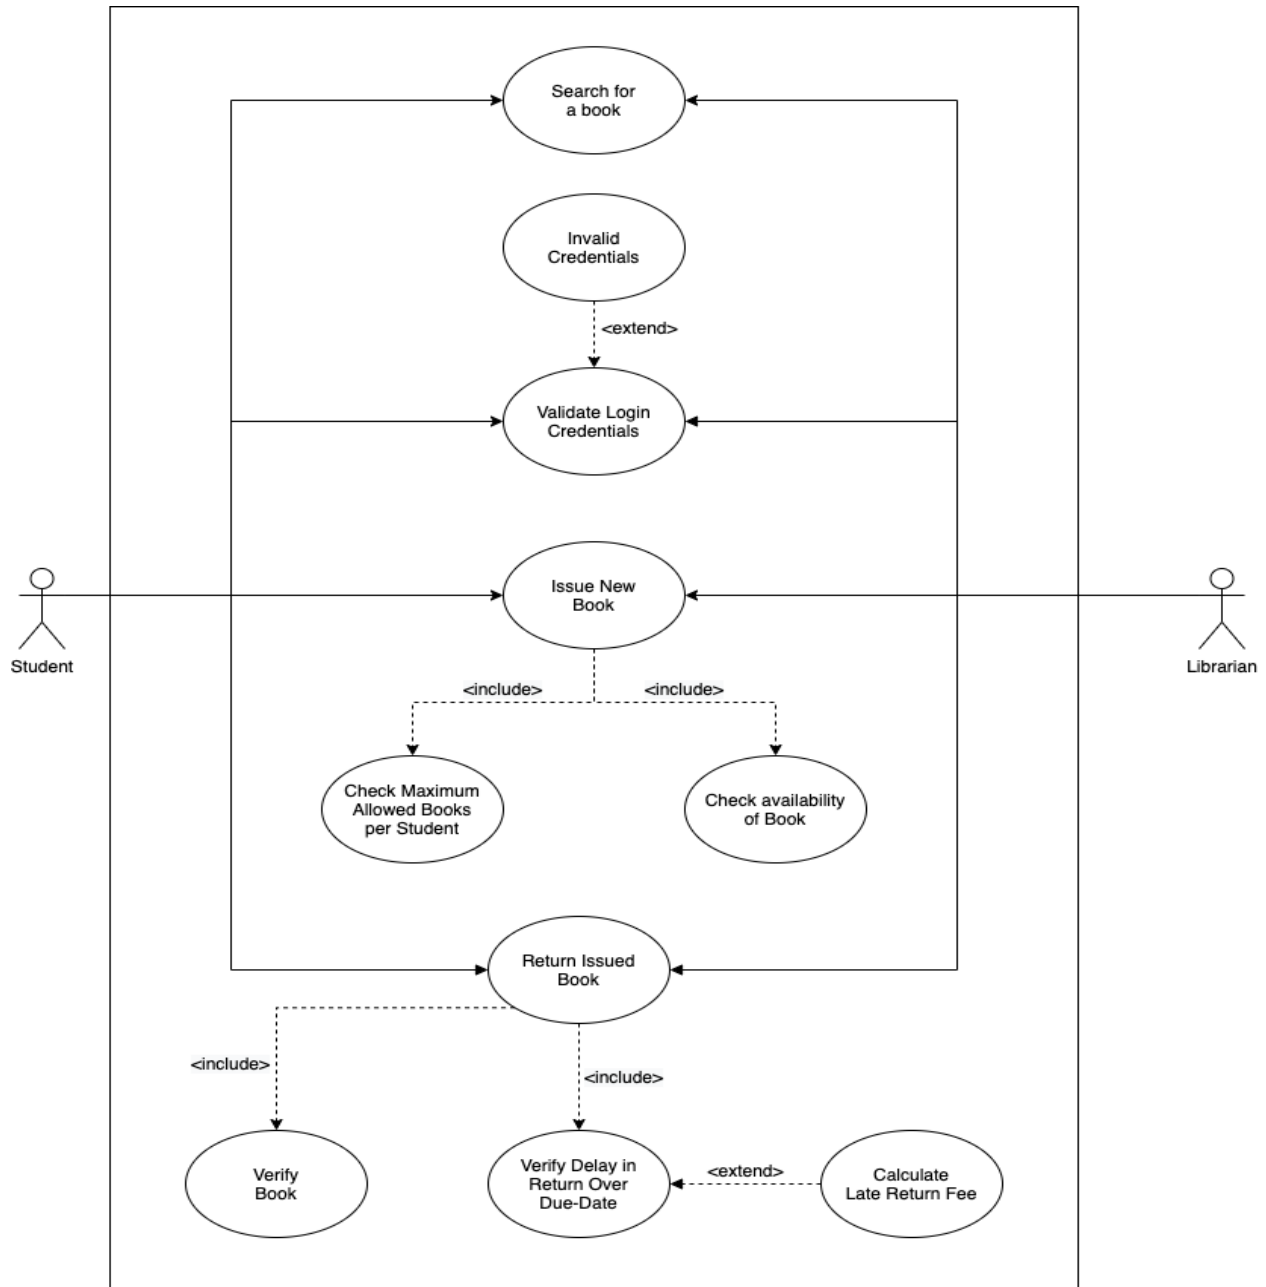 Search for
a book
Invalid
Credentials
<extend>
Validate Login
Credentials
Issue New
Book
Student
Librarian
<include>
<include>
Check Maximum
Allowed Books
per Student
Check availability
of Book
Return Issued
Book
<include>
<include>
Verify
Book
Verify Delay in
Return Over
Due-Date
<extend>
Calculate
Late Return Fee